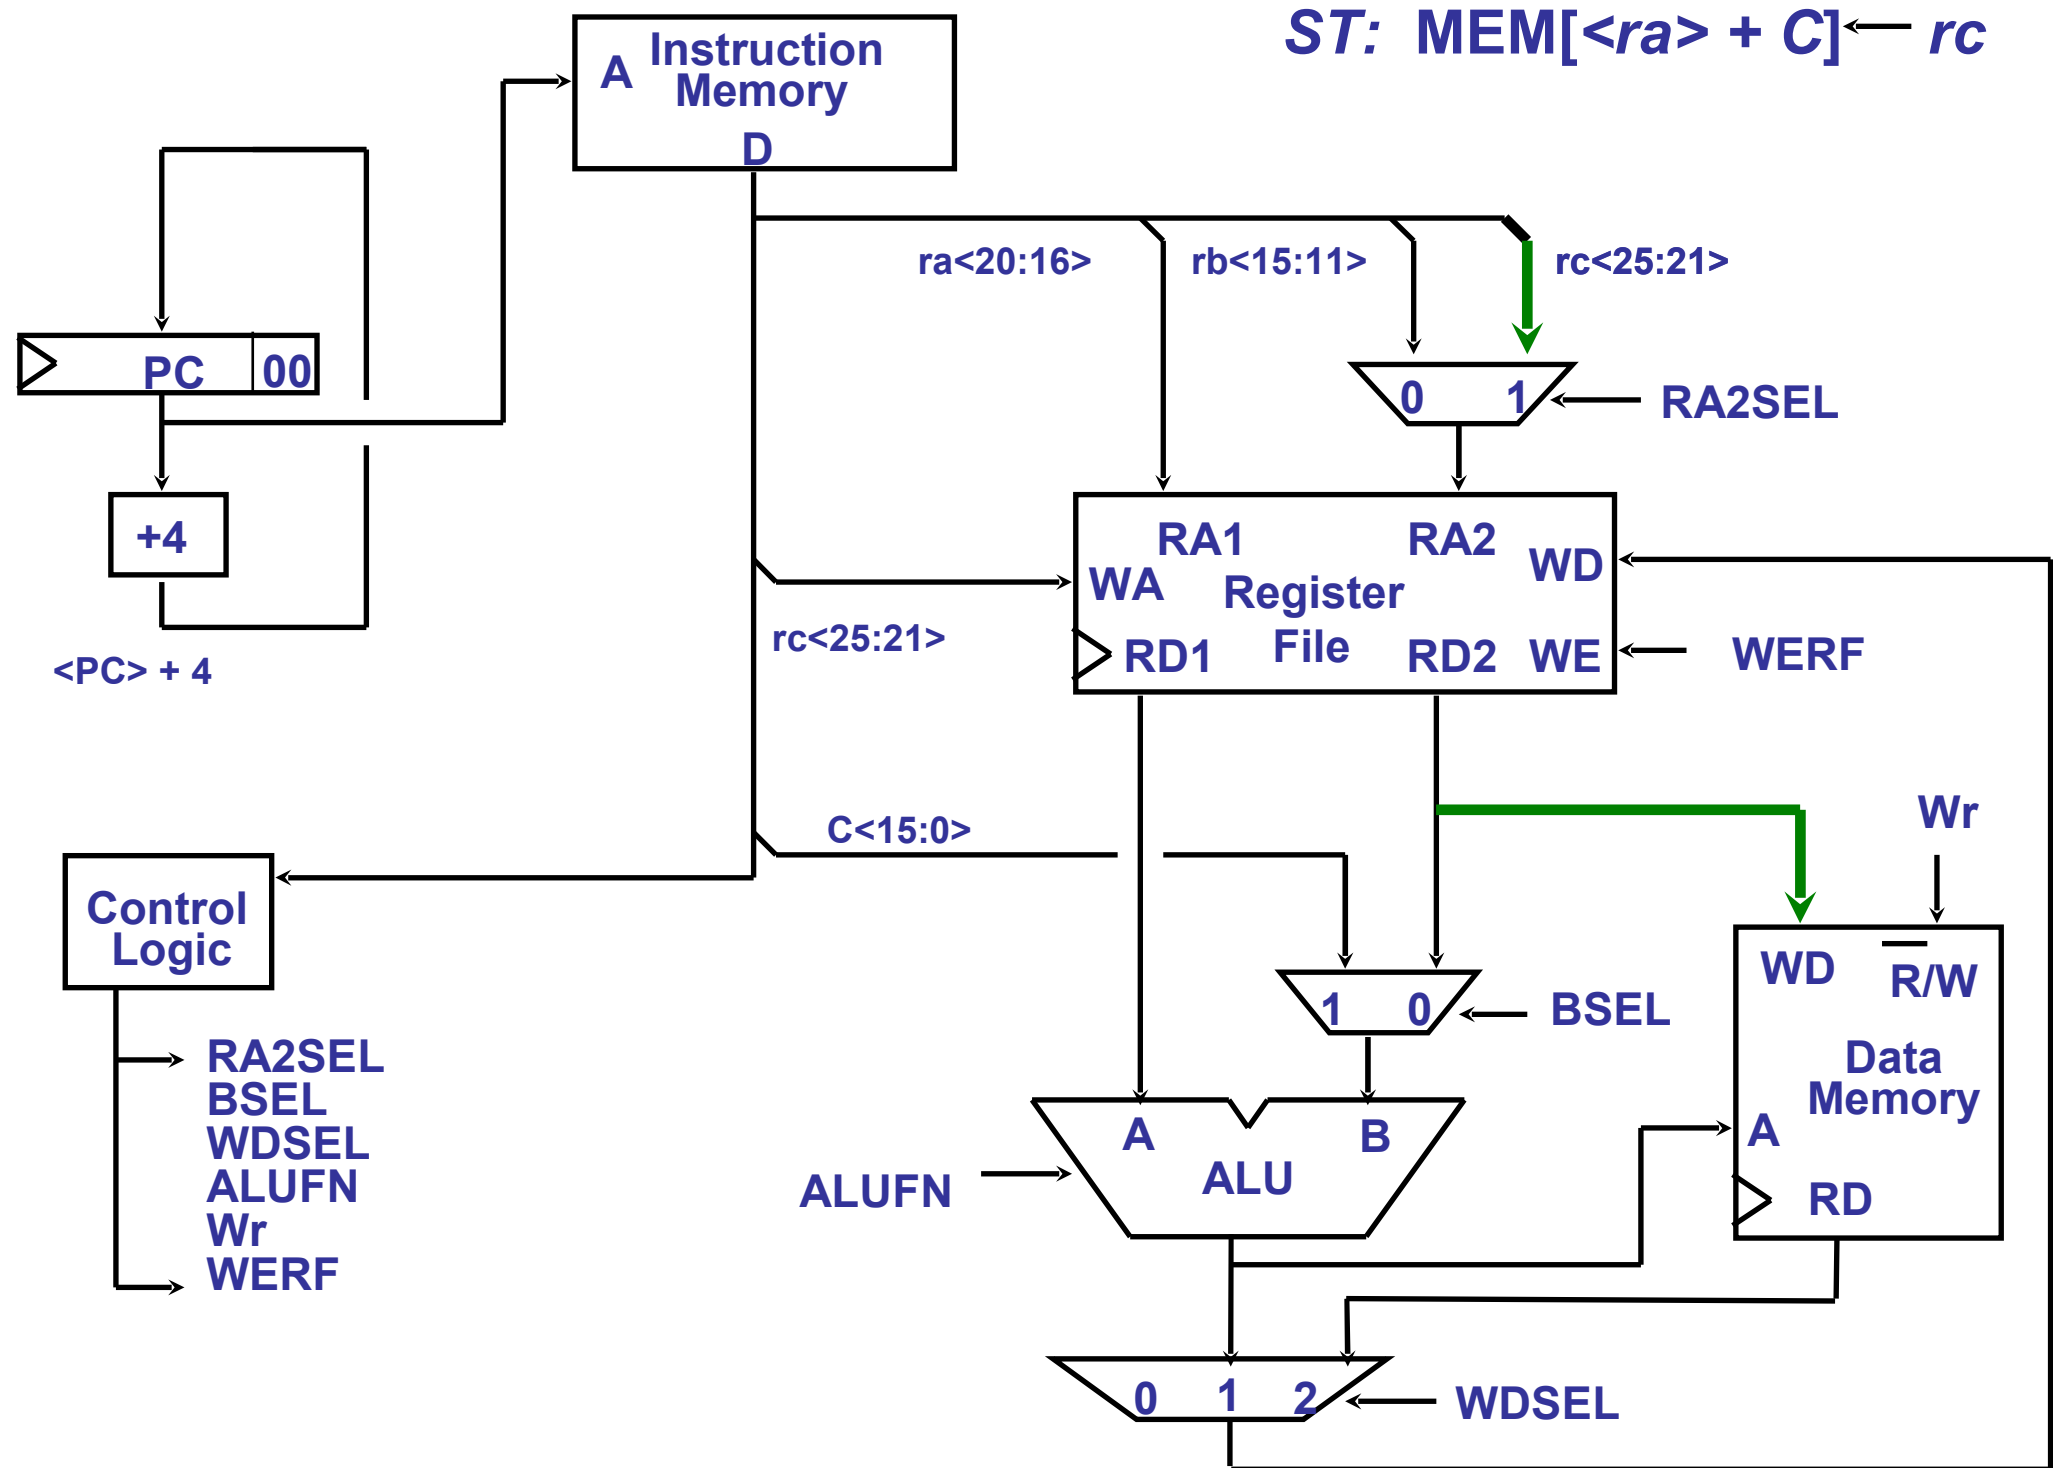 ST: MEM[<ra> + C] ← rc
Instruction
Memory
A
D
ra<20:16>
rb<15:11>
rc<25:21>
PC
00
0
1
RA2SEL
+4
RA1
RA2
WA
WD
Register
File
rc<25:21>
RD1
RD2
WE
WERF
<PC> + 4
C<15:0>
Wr
Control
Logic
WD
R/W
1
0
BSEL
Data
Memory
RA2SEL
BSEL
WDSEL
ALUFN
Wr
WERF
A
B
ALU
ALUFN
A
RD
0
1
2
WDSEL